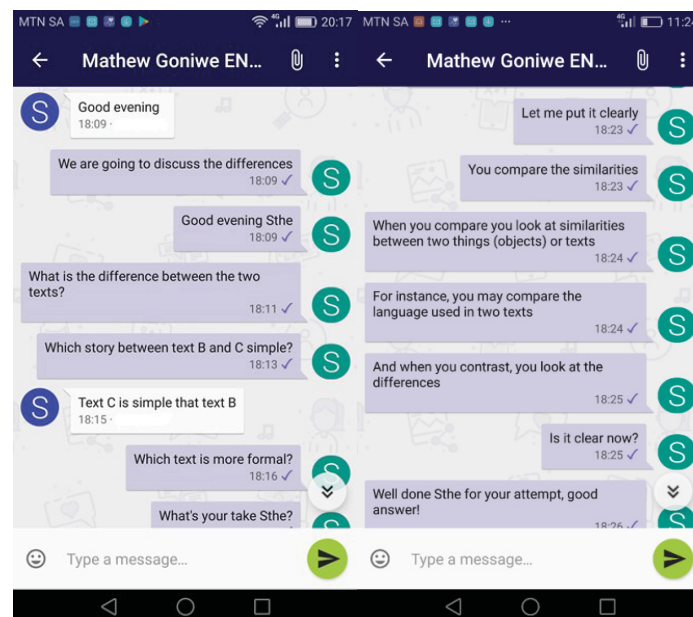 MTN SA 4G 20:17
Mathew Goniwe EN...
S
Good evening
18:09 ·
We are going to discuss the differences
18:09
S
Good evening Sthe
18:09
S
What is the difference between the two
texts?
18:11
S
Which story between text B and C simple?
18:13
S
S
Text C is simple that text B
18:15 ·
Which text is more formal?
18:16
S
What's your take Sthe?
Type a message...
MTN SA 4G 11:24
Mathew Goniwe EN...
Let me put it clearly
18:23
S
You compare the similarities
18:23
S
When you compare you look at similarities
between two things (objects) or texts
18:24
S
For instance, you may compare the
language used in two texts
18:24
S
And when you contrast, you look at the
differences
18:25
S
Is it clear now?
18:25
S
Well done Sthe for your attempt, good
answer!
18:26
S
Type a message...